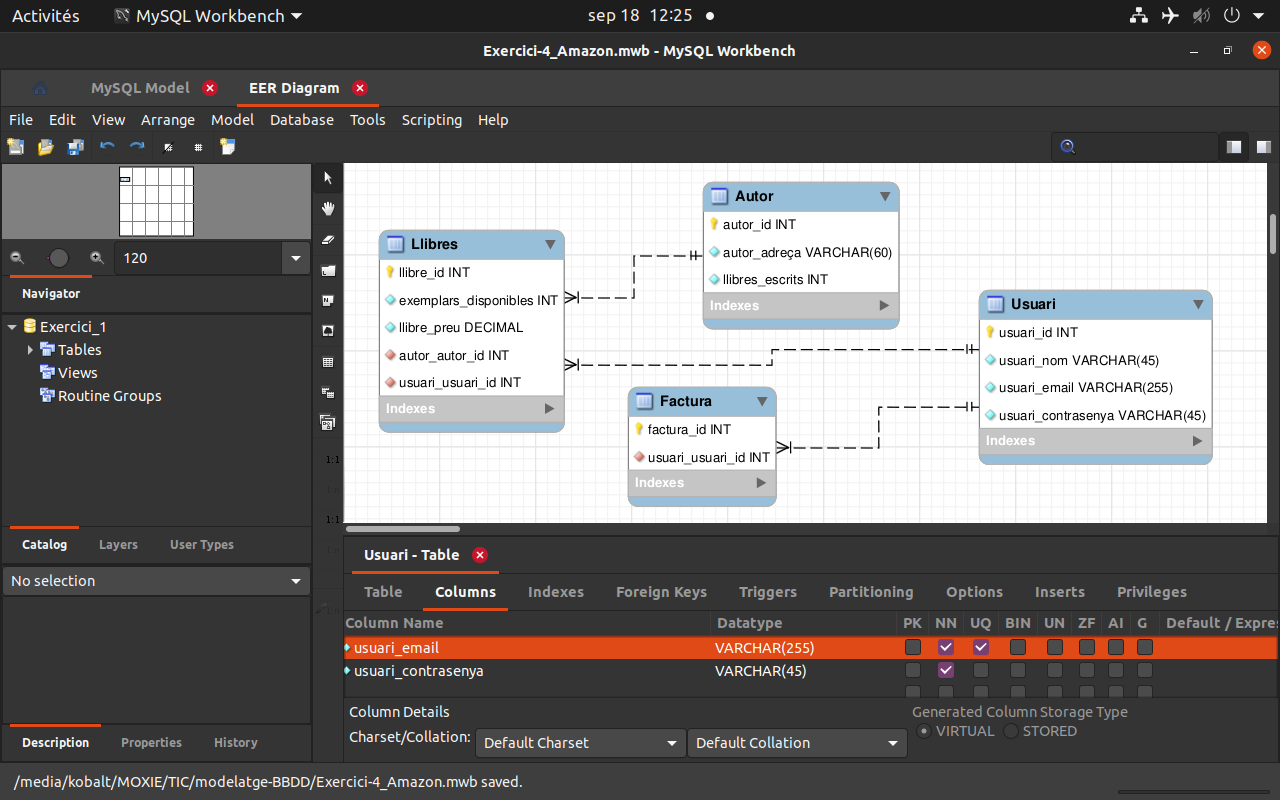 Activités
MySQL Workbench
sep 18 12:25
Exercici-4_Amazon.mwb - MySQL Workbench
MySQL Model
EER Diagram
File Edit View Arrange Model Database Tools Scripting Help
120
Navigator
Exercici_1
Tables
Views
Routine Groups
Catalog Layers User Types
No selection
Description Properties History
1:1
1:1
Llibres
llibre_id INT
exemplars_disponibles INT
llibre_preu DECIMAL
autor_autor_id INT
usuari_usuari_id INT
Indexes
Autor
autor_id INT
autor_adreça VARCHAR(60)
llibres_escrits INT
Indexes
Usuari
usuari_id INT
usuari_nom VARCHAR(45)
usuari_email VARCHAR(255)
usuari_contrasenya VARCHAR(45)
Indexes
Factura
factura_id INT
usuari_usuari_id INT
Indexes
Usuari - Table
Table Columns Indexes Foreign Keys Triggers Partitioning Options Inserts Privileges
Column Name Datatype PK NN UQ BIN UN ZF AI G Default / Expres
usuari_email VARCHAR(255)
usuari_contrasenya VARCHAR(45)
Column Details
Charset/Collation: Default Charset Default Collation
Generated Column Storage Type
VIRTUAL STORED
/media/kobalt/MOXIE/TIC/modelatge-BBDD/Exercici-4_Amazon.mwb saved.